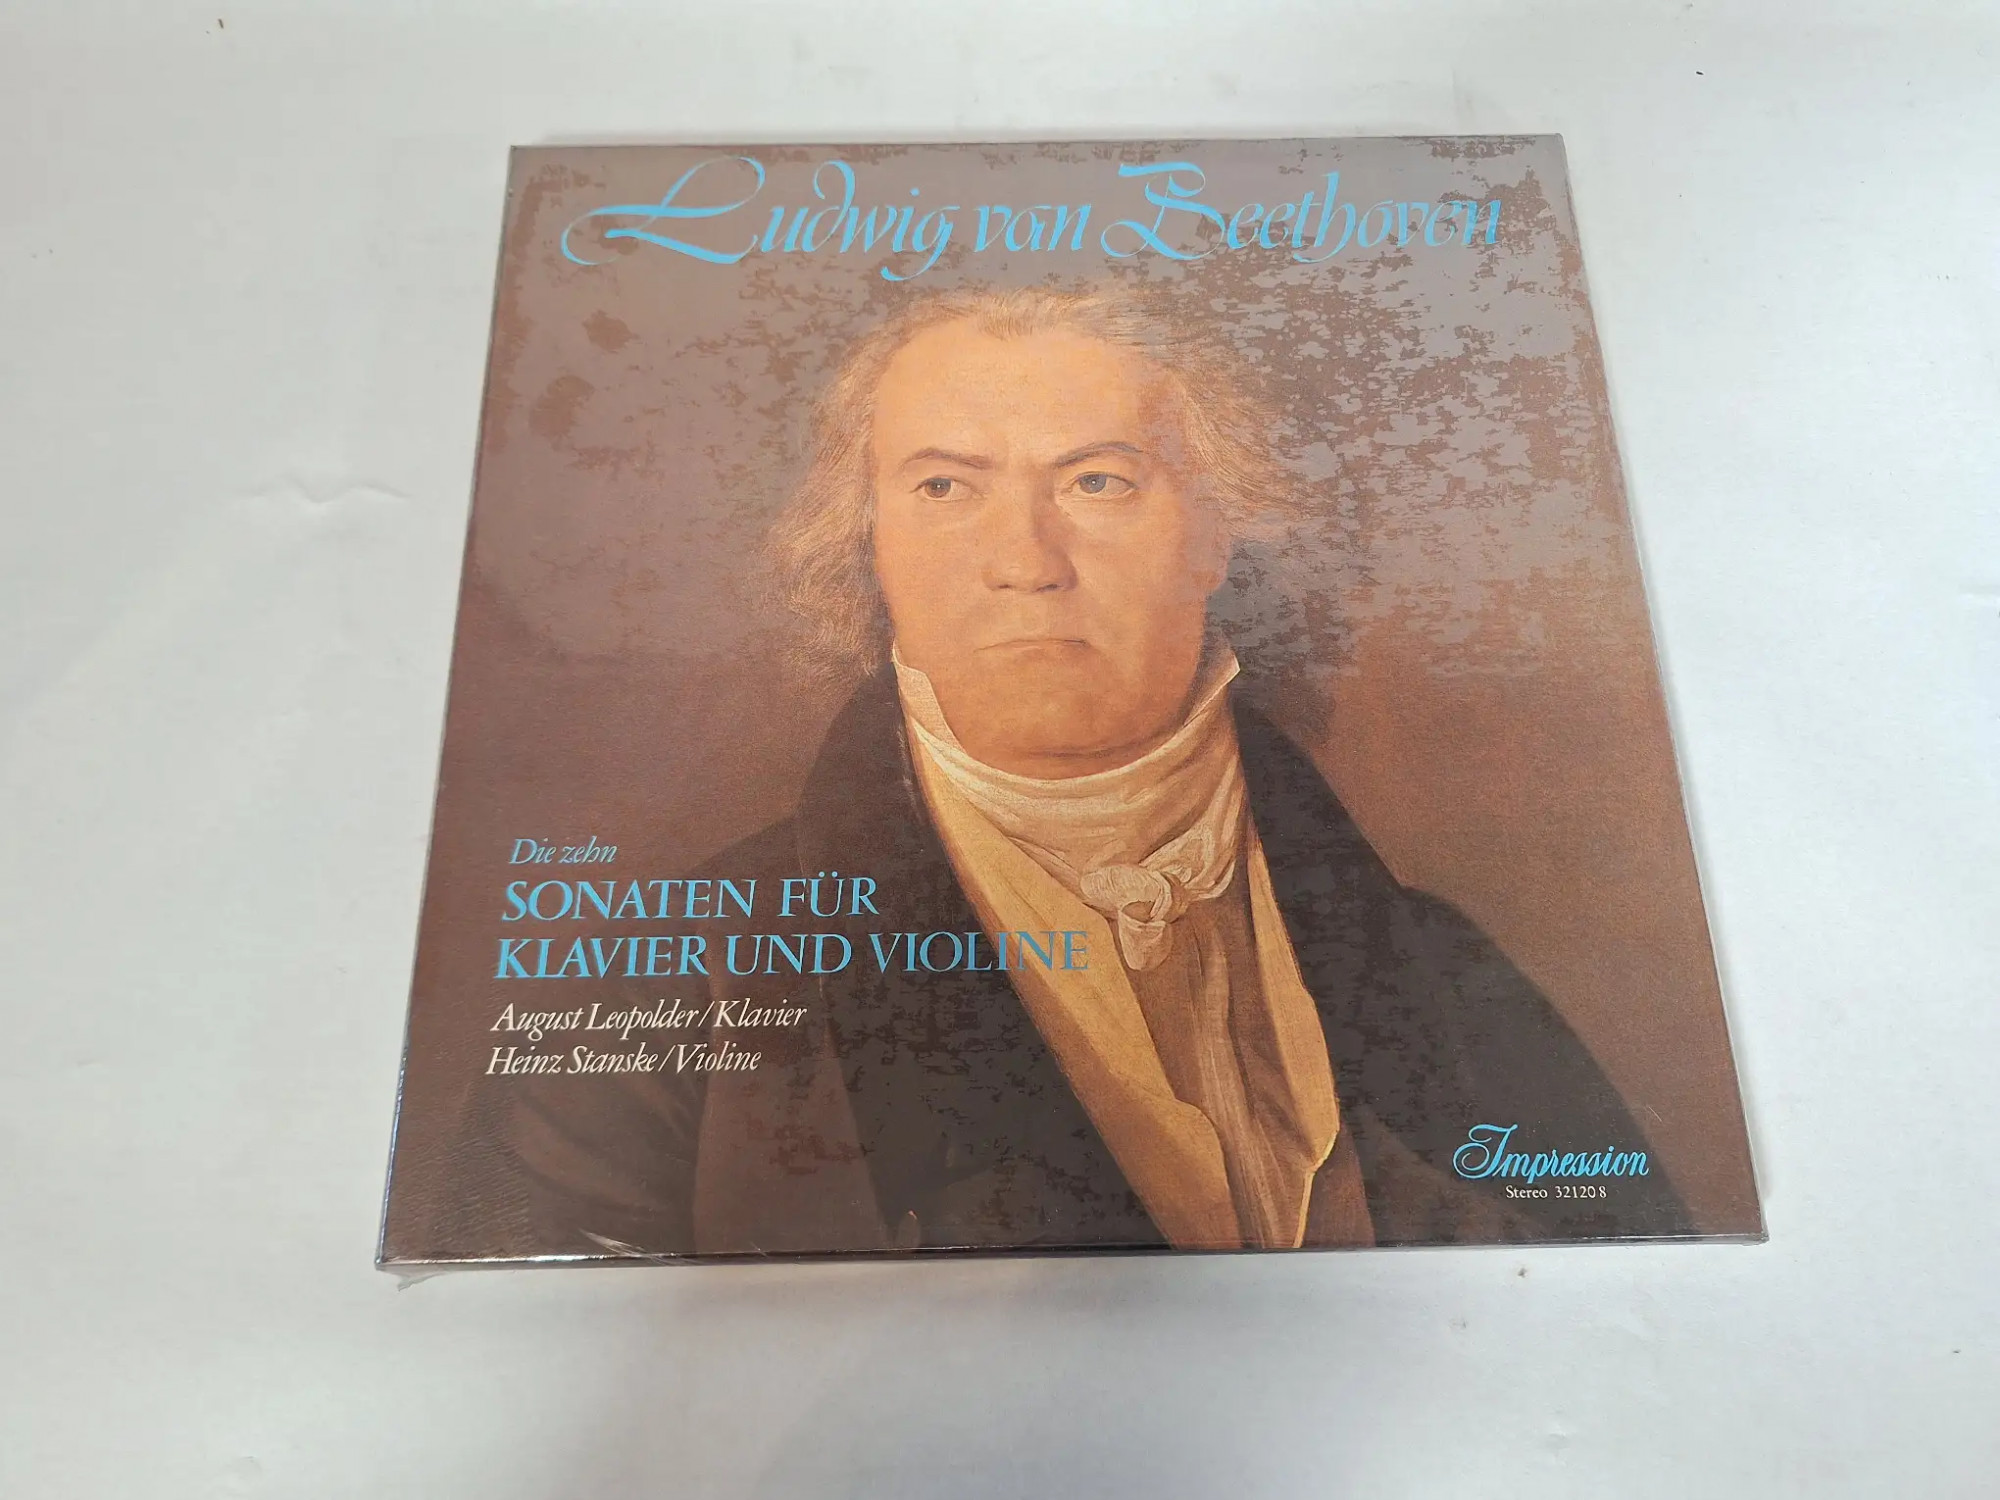 Ludwig van Beethoven
Die zehn
SONATEN FÜR
KLAVIER UND VIOLINE
August Leopolder/Klavier
Heinz Stanske/Violine
Impression
Stereo 32120 8